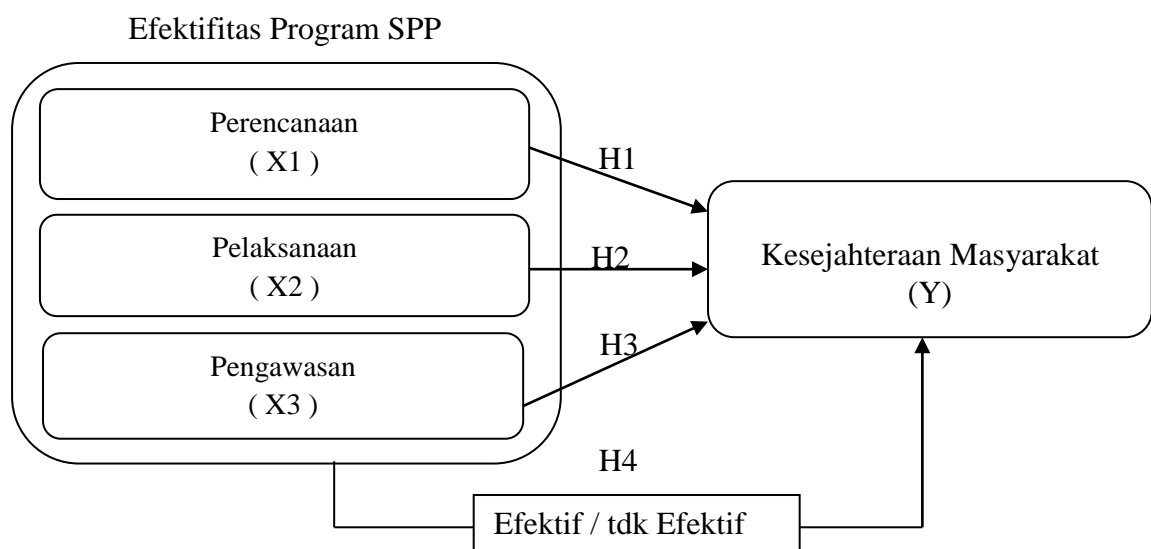 Efektifitas Program SPP
Perencanaan
( X1 )
H1
Pelaksanaan
( X2 )
H2
Kesejahteraan Masyarakat
(Y)
Pengawasan
( X3 )
H3
H4
Efektif / tdk Efektif